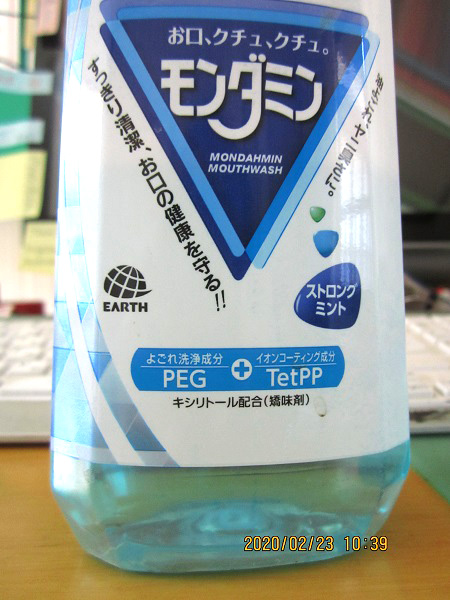 お口、クチュ、クチュ。
モンダミン
MONDAHMIN
MOUTHWASH
すっきり清潔、お口の健康を守る!!
EARTH
ストロング
ミント
よごれ洗浄成分
PEG
+
イオンコーティング成分
TetPP
キシリトール配合(矯味剤)
2020/02/23 10:39